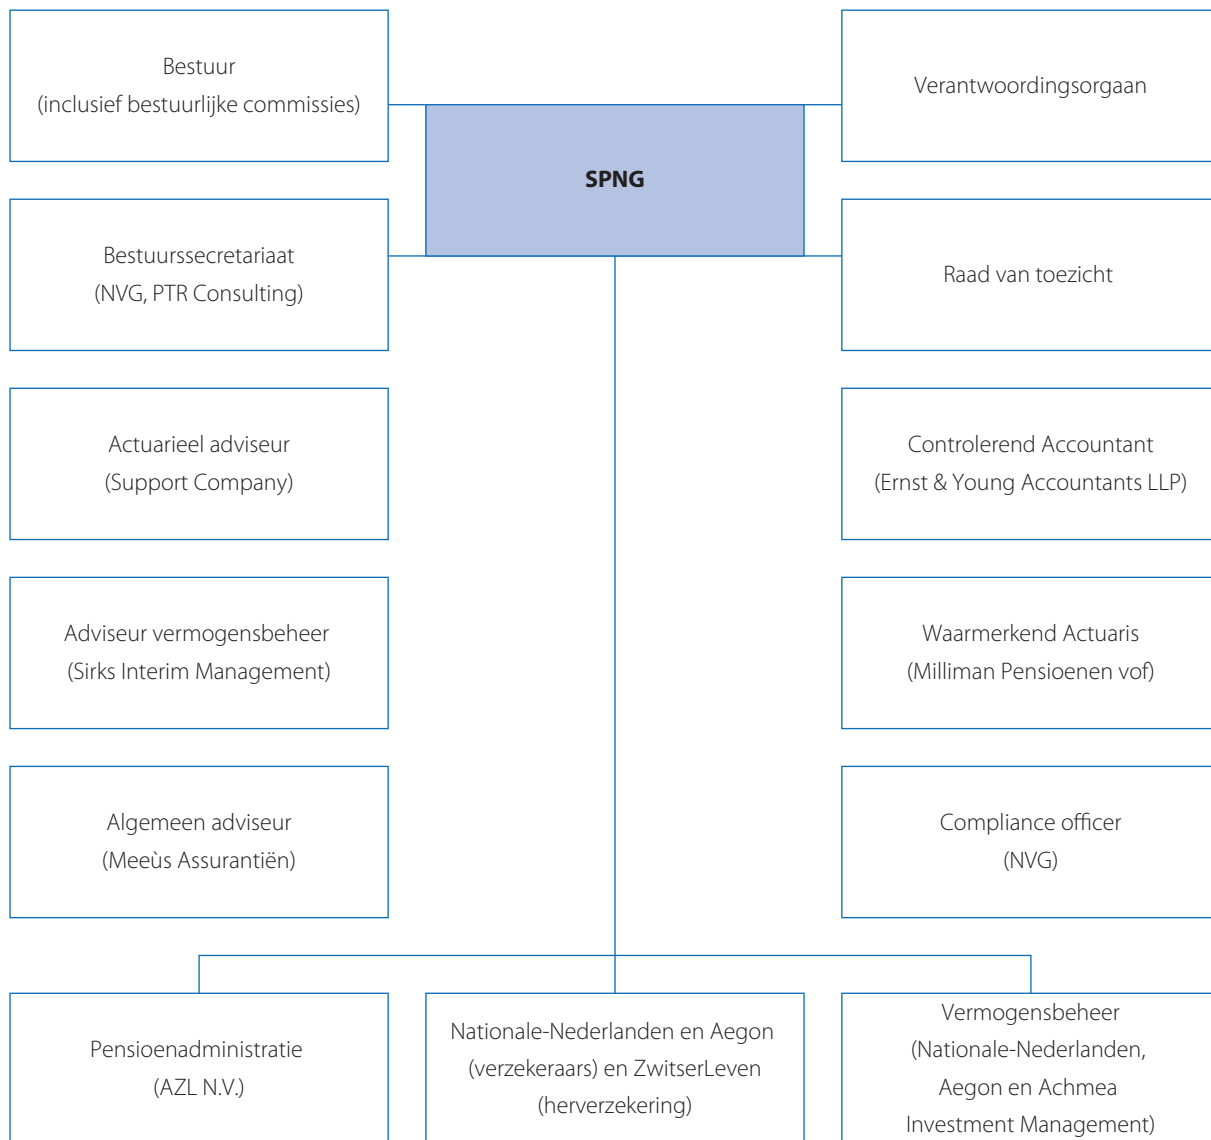 Bestuur
(inclusief bestuurlijke commissies)
Verantwoordingsorgaan
SPNG
Bestuurssecretariaat
(NVG, PTR Consulting)
Raad van toezicht
Actuarieel adviseur
(Support Company)
Controlerend Accountant
(Ernst & Young Accountants LLP)
Adviseur vermogensbeheer
(Sirks Interim Management)
Waarmerkend Actuaris
(Milliman Pensioenen vof)
Algemeen adviseur
(Meeùs Assurantiën)
Compliance officer
(NVG)
Pensioenadministratie
(AZL N.V.)
Nationale-Nederlanden en Aegon
(verzekeraars) en ZwitserLeven
(herverzekering)
Vermogensbeheer
(Nationale-Nederlanden,
Aegon en Achmea
Investment Management)